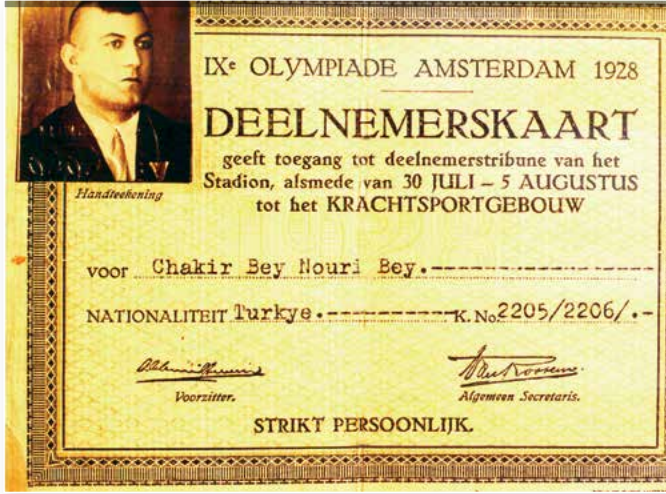 IXᵉ OLYMPIADE AMSTERDAM 1928
DEELNEMERSKAART
geeft toegang tot deelnemerstribune van het
Stadion, alsmede van 30 JULI – 5 AUGUSTUS
tot het KRACHTSPORTGEBOUW
Handteekening
VOOR Chakir Bey Nouri Bey.--------------------
NATIONALITEIT Turkye.------------K. No. 2205/2206/.-
Voorzitter.
Algemeen Secretaris.
STRIKT PERSOONLIJK.